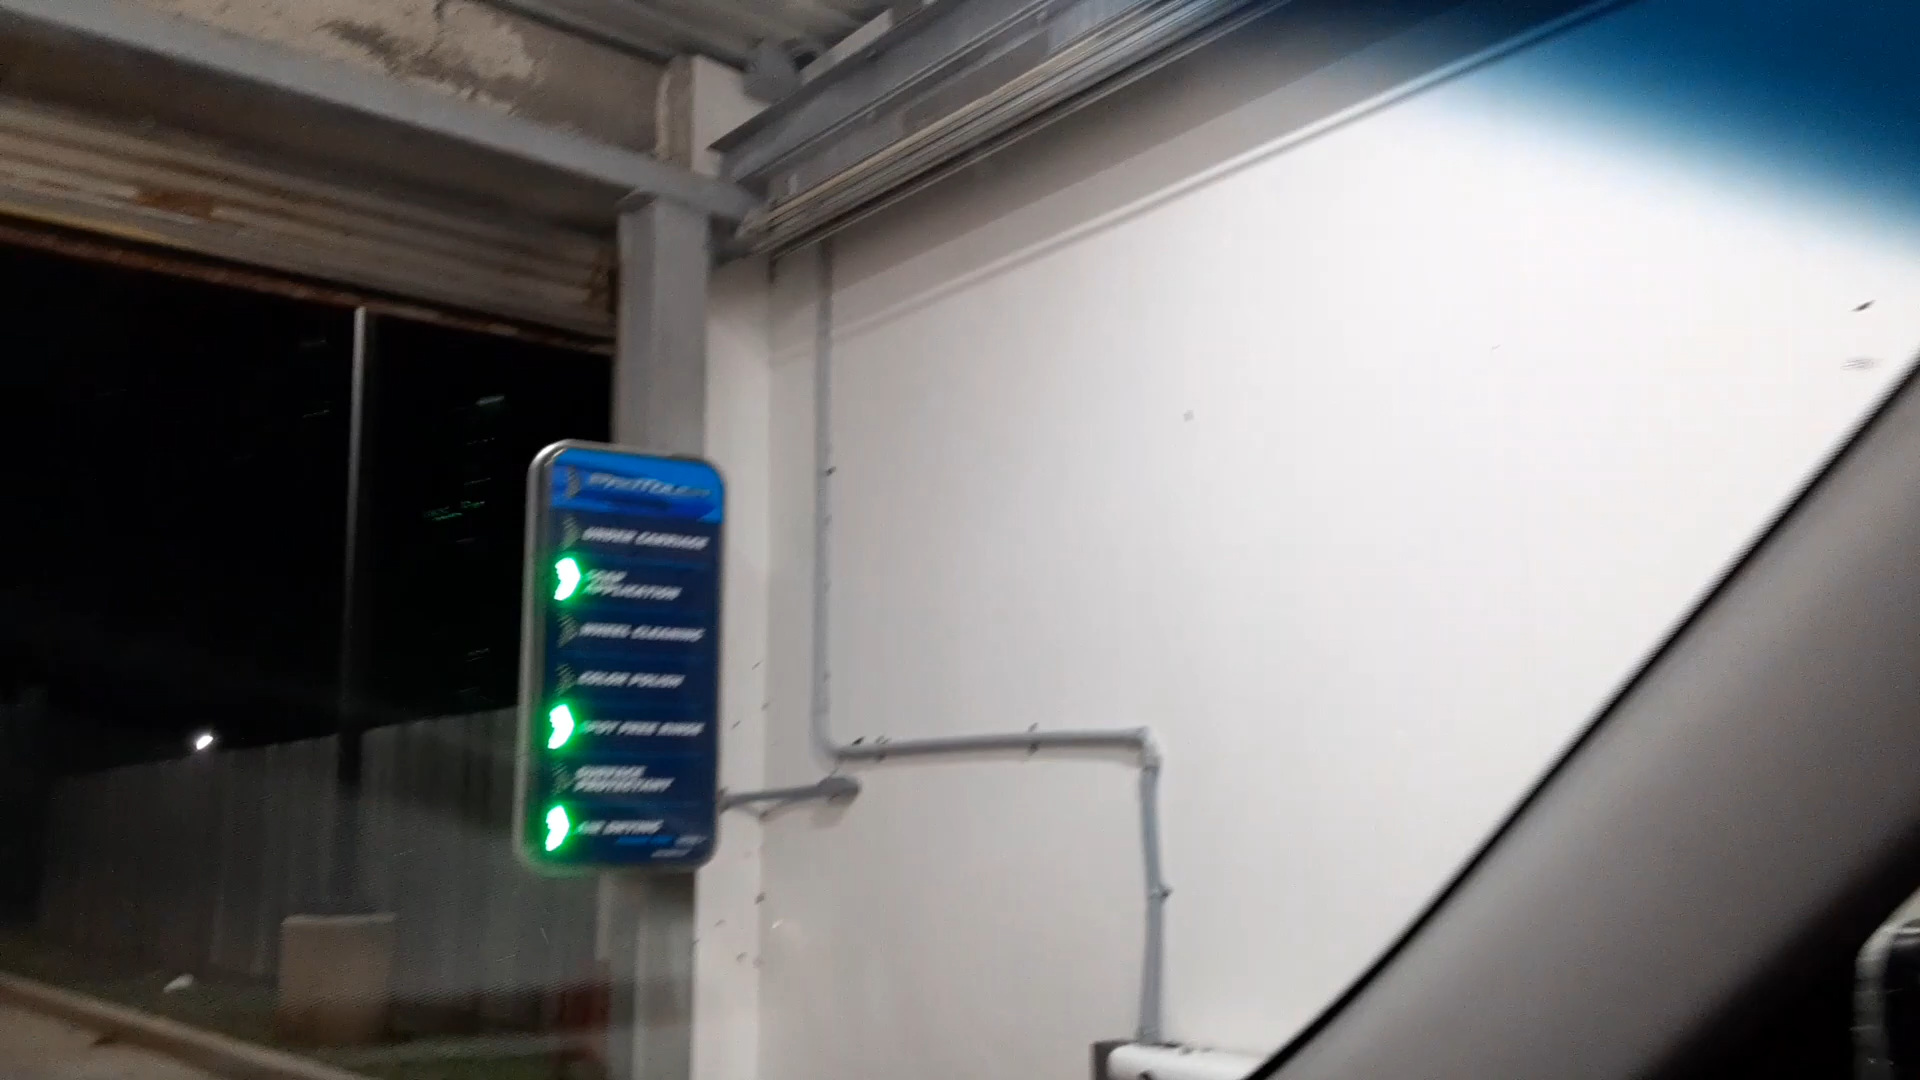 UNDER CARRIAGE
SOAP
APPLICATION
WHEEL CLEANING
COLOR POLISH
SPOT FREE RINSE
SURFACE
PROTECTANT
AIR DRYING